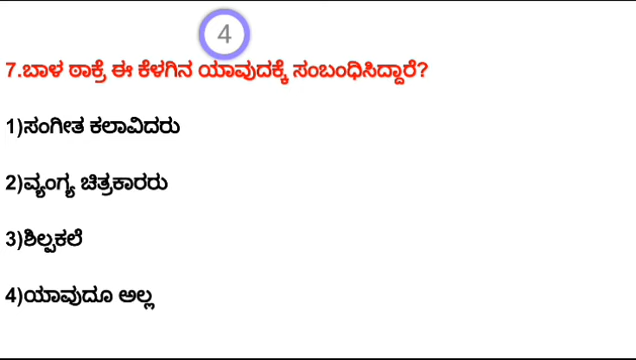 4
7.ಬಾಳ ಠಾಕ್ರೆ ಈ ಕೆಳಗಿನ ಯಾವುದಕ್ಕೆ ಸಂಬಂಧಿಸಿದ್ದಾರೆ?
1)ಸಂಗೀತ ಕಲಾವಿದರು
2)ವ್ಯಂಗ್ಯ ಚಿತ್ರಕಾರರು
3)ಶಿಲ್ಪಕಲೆ
4)ಯಾವುದೂ ಅಲ್ಲ